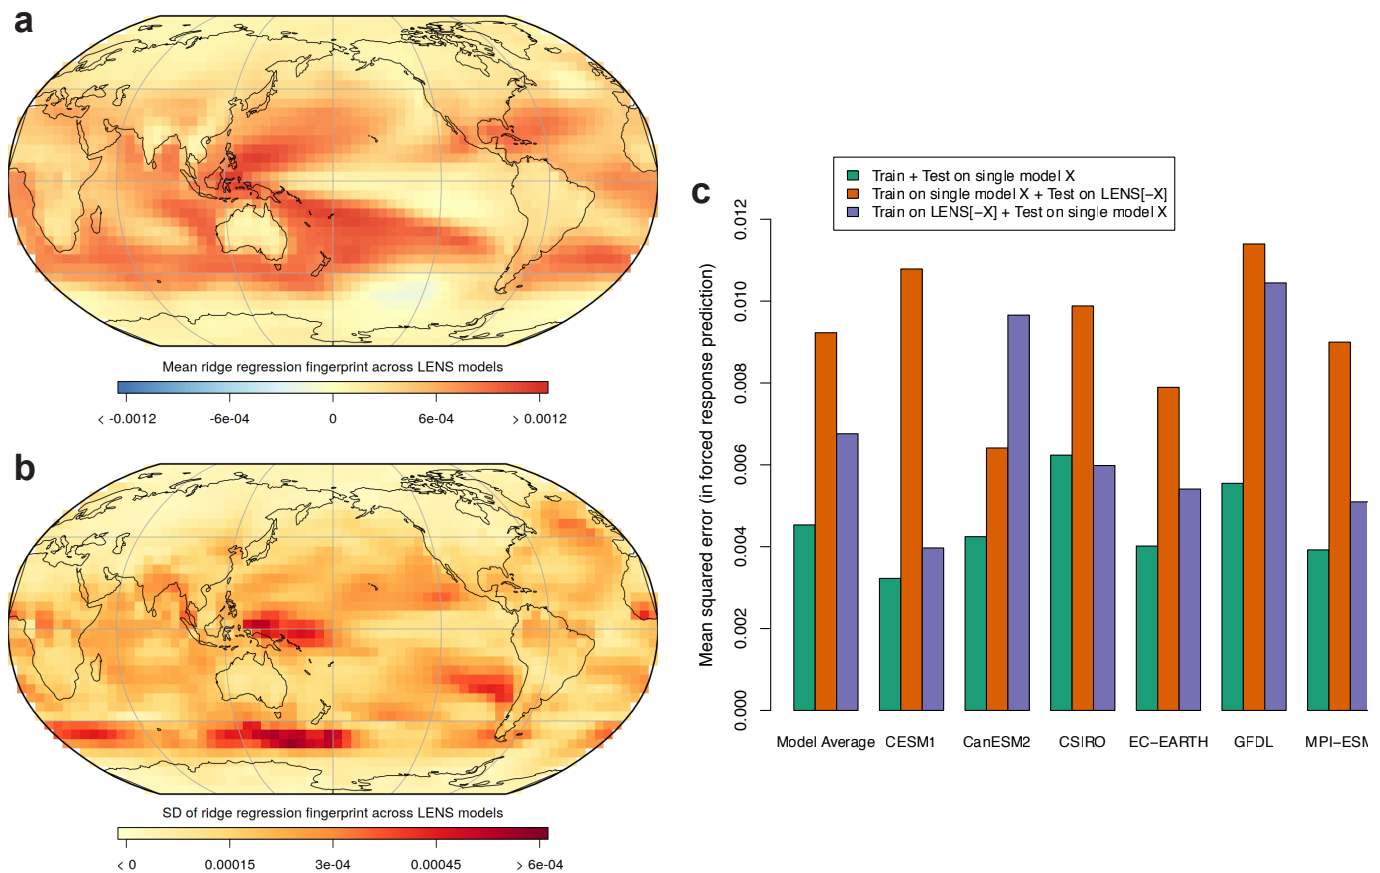 a
Mean ridge regression fingerprint across LENS models
< -0.0012 -6e-04 0 6e-04 > 0.0012
b
SD of ridge regression fingerprint across LENS models
< 0 0.00015 3e-04 0.00045 > 6e-04
c
Train + Test on single model X
Train on single model X + Test on LENS[−X]
Train on LENS[−X] + Test on single model X
Mean squared error (in forced response prediction)
0.012
0.010
0.008
0.006
0.004
0.002
0.000
Model Average CESM1 CanESM2 CSIRO EC−EARTH GFDL MPI−ESM